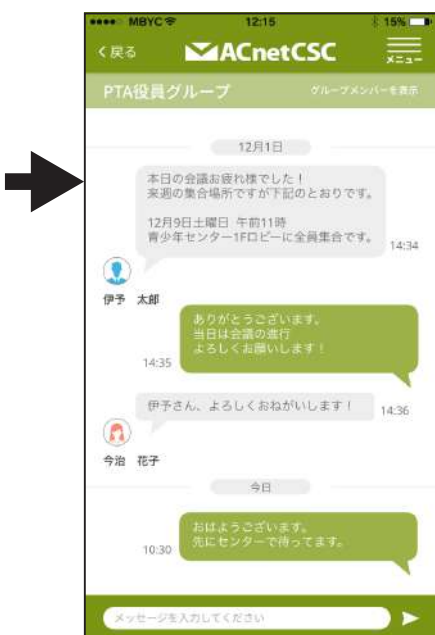 MBYC 12:15 15%
<戻る ACnetCSC メニュー
PTA役員グループ グループメンバーを表示
12月1日
本日の会議お疲れ様でした！
来週の集合場所ですが下記のとおりです。
12月9日土曜日 午前11時
青少年センター1Fロビーに全員集合です。
14:34
伊予 太郎
ありがとうございます。
当日は会議の進行
よろしくお願いします！
14:35
伊予さん、よろしくおねがいします！
14:36
今治 花子
今日
おはようございます。
先にセンターで待ってます。
10:30
メッセージを入力してください